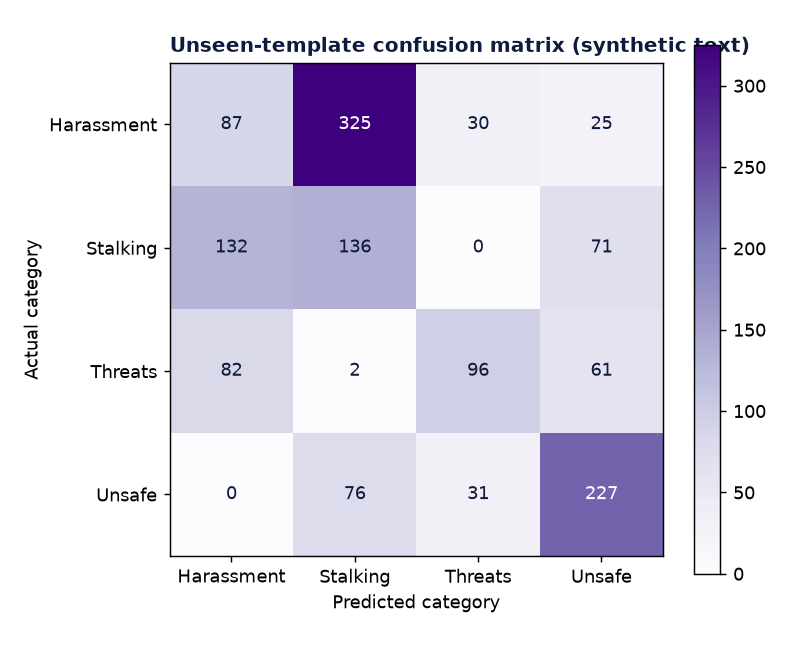 Unseen-template confusion matrix (synthetic text)
Harassment 87 325 30 25
Stalking 132 136 0 71
Threats 82 2 96 61
Unsafe 0 76 31 227
Harassment Stalking Threats Unsafe
Predicted category
Actual category
300
250
200
150
100
50
0